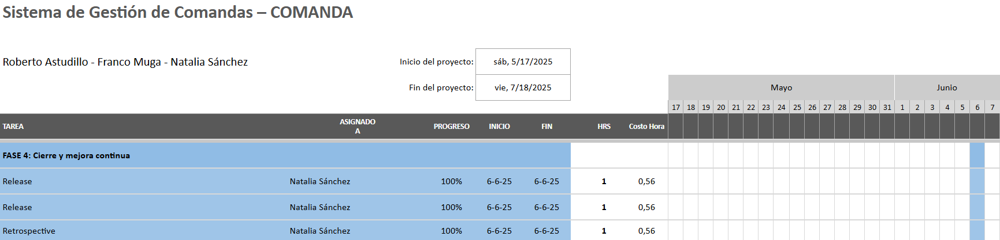 Sistema de Gestión de Comandas – COMANDA
Roberto Astudillo - Franco Muga - Natalia Sánchez
Inicio del proyecto: sáb, 5/17/2025
Fin del proyecto: vie, 7/18/2025
Mayo Junio
17 18 19 20 21 22 23 24 25 26 27 28 29 30 31 1 2 3 4 5 6 7
TAREA ASIGNADO A PROGRESO INICIO FIN HRS Costo Hora
FASE 4: Cierre y mejora continua
Release Natalia Sánchez 100% 6-6-25 6-6-25 1 0,56
Release Natalia Sánchez 100% 6-6-25 6-6-25 1 0,56
Retrospective Natalia Sánchez 100% 6-6-25 6-6-25 1 0,56